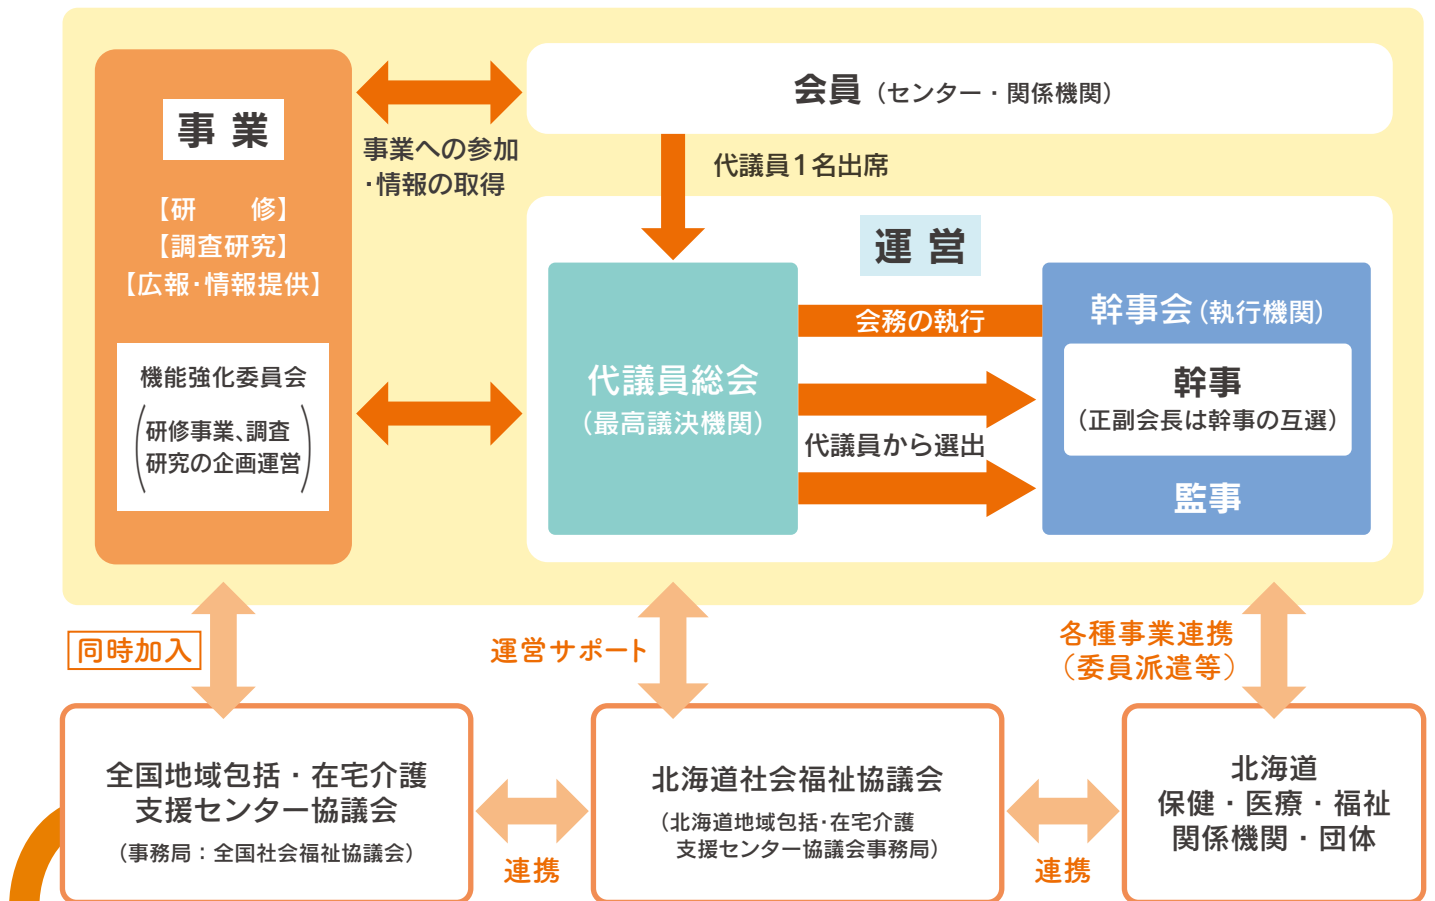 事 業
【研　　修】
【調査研究】
【広報・情報提供】
機能強化委員会
（研修事業、調査
研究の企画運営）
事業への参加
・情報の取得
会員（センター・関係機関）
代議員1名出席
運 営
代議員総会
（最高議決機関）
会務の執行
代議員から選出
幹事会（執行機関）
幹事
（正副会長は幹事の互選）
監事
同時加入
運営サポート
各種事業連携
（委員派遣等）
全国地域包括・在宅介護
支援センター協議会
（事務局：全国社会福祉協議会）
連携
北海道社会福祉協議会
（北海道地域包括・在宅介護
支援センター協議会事務局）
連携
北海道
保健・医療・福祉
関係機関・団体